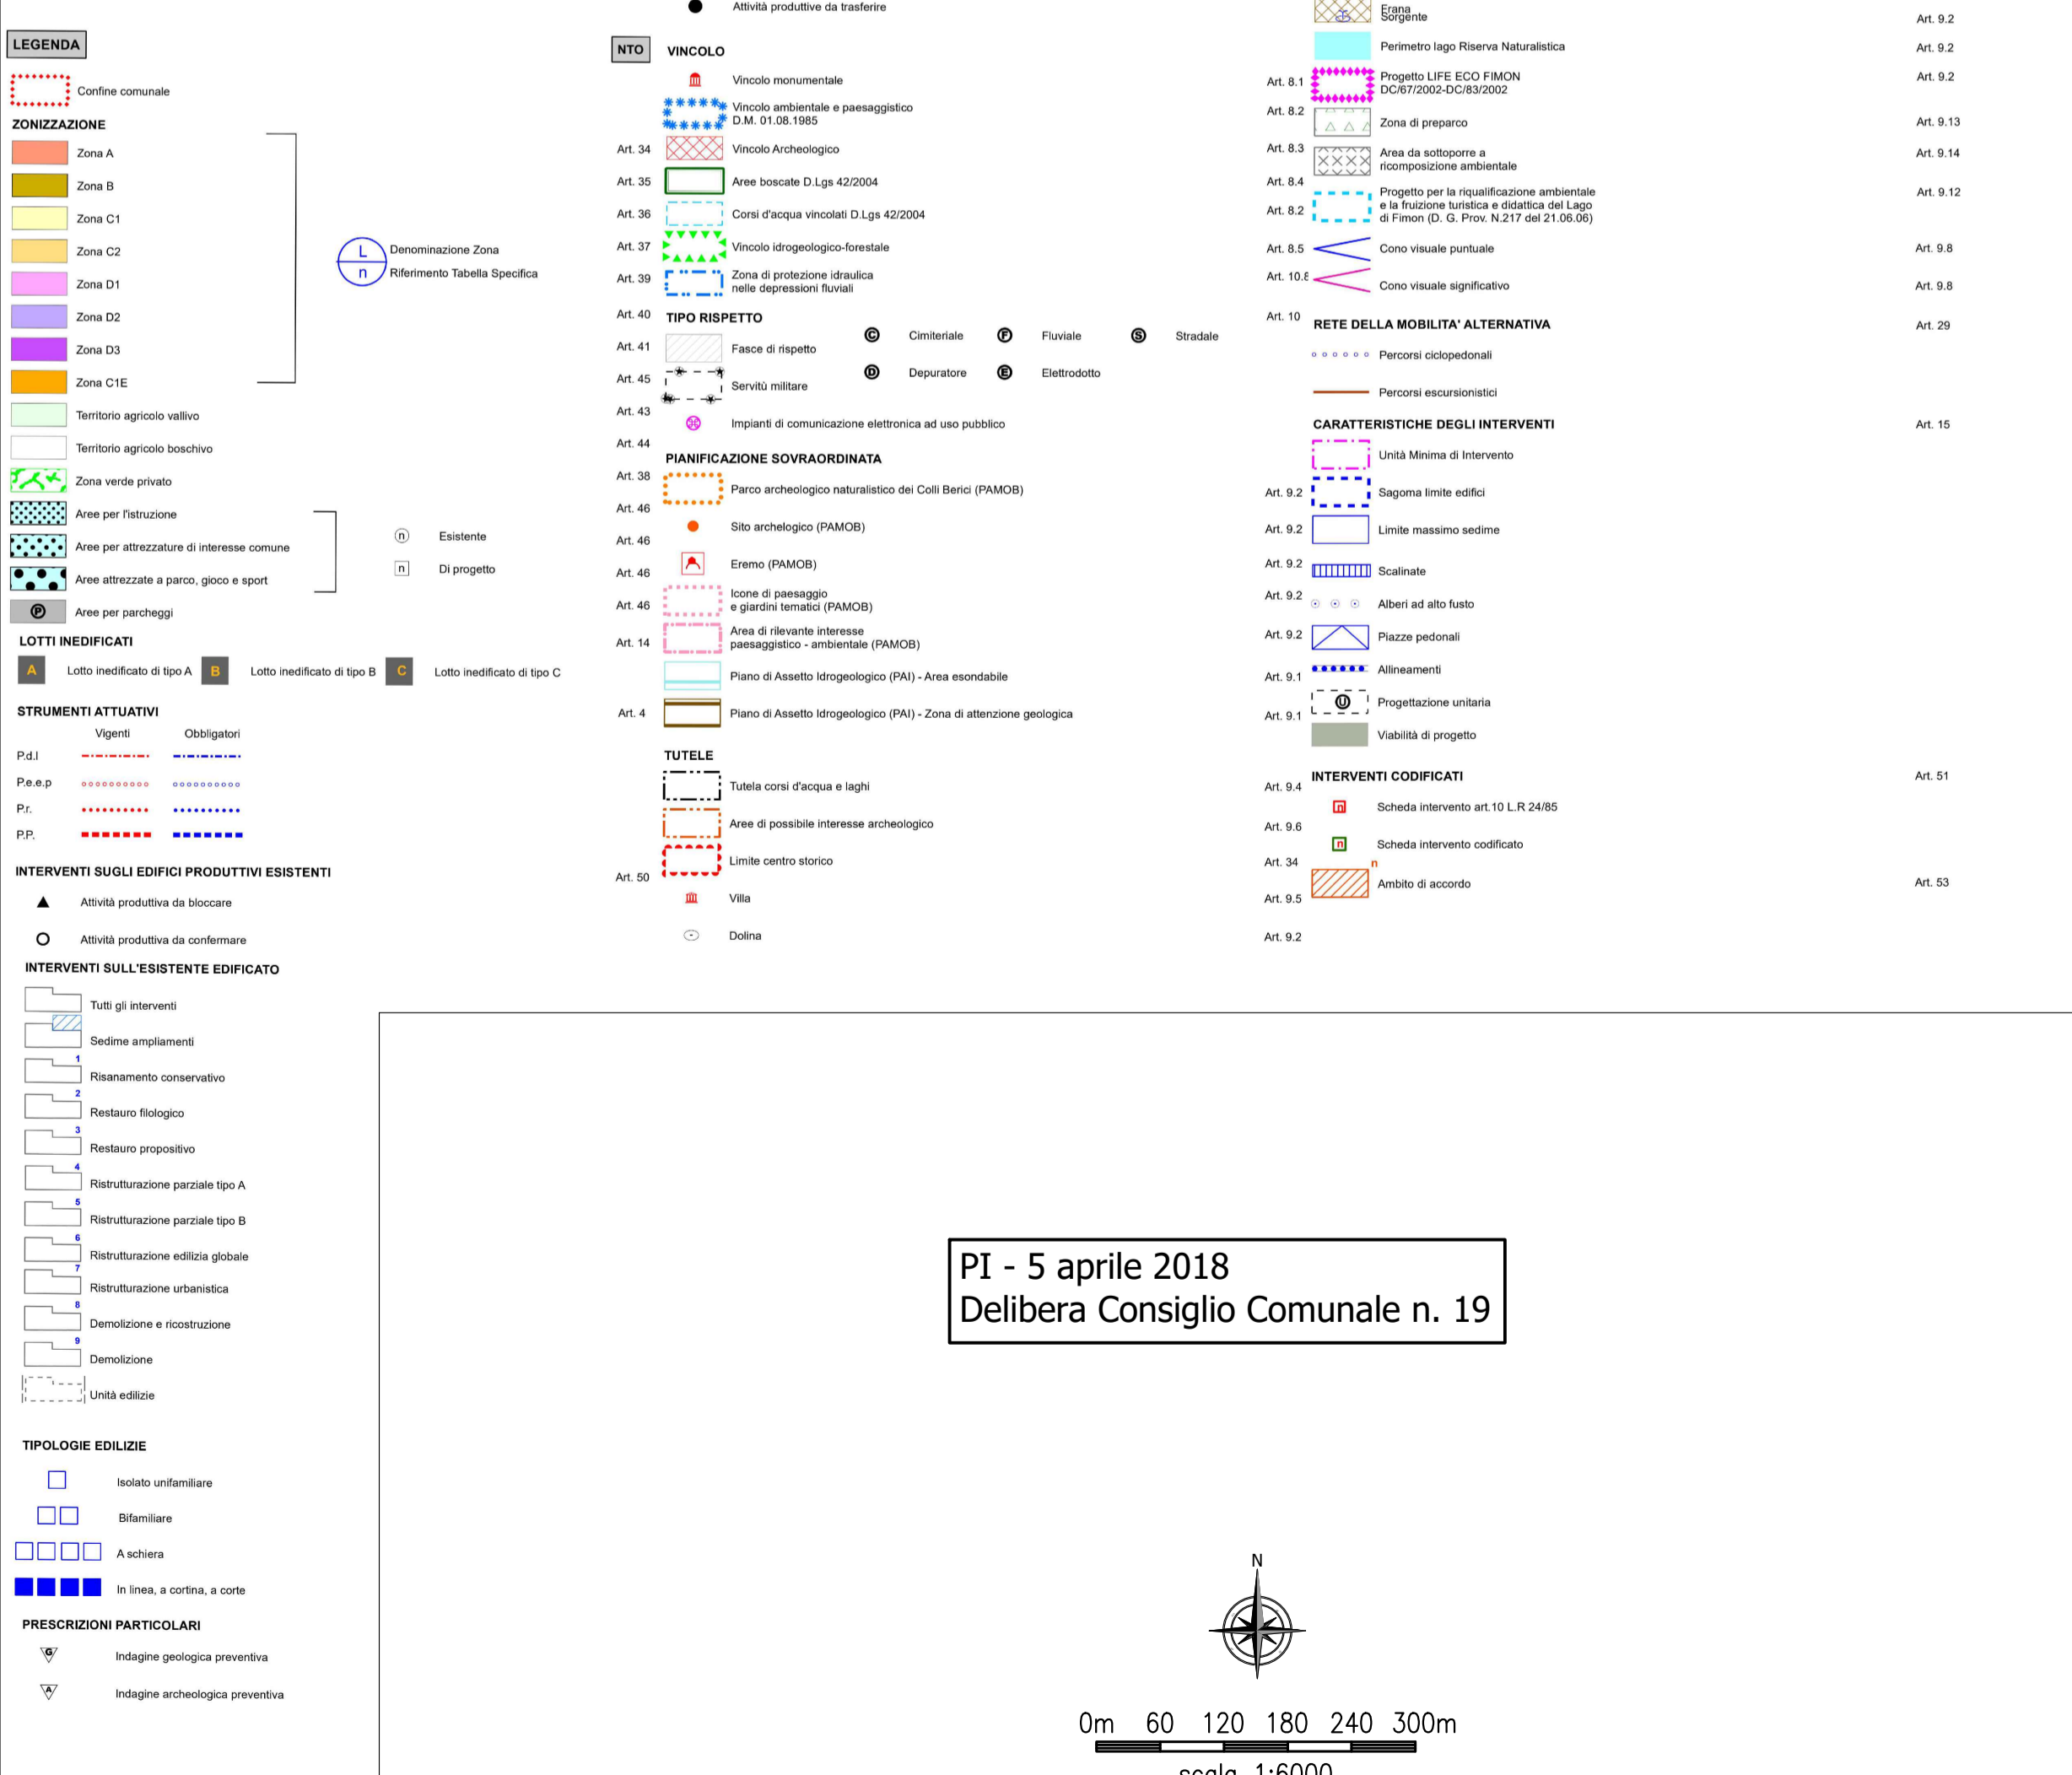 LEGENDA
Confine comunale
ZONIZZAZIONE
Zona A
Zona B
Zona C1
Zona C2
Zona D1
Zona D2
Zona D3
Zona C1E
L
n
Denominazione Zona
Riferimento Tabella Specifica
Territorio agricolo vallivo
Territorio agricolo boschivo
Zona verde privato
Aree per l'istruzione
Aree per attrezzature di interesse comune
Aree attrezzate a parco, gioco e sport
n Esistente
n Di progetto
P Aree per parcheggi
LOTTI INEDIFICATI
A Lotto inedificato di tipo A B Lotto inedificato di tipo B C Lotto inedificato di tipo C
STRUMENTI ATTUATIVI
Vigenti Obbligatori
P.d.l
P.e.e.p
P.r.
P.P.
INTERVENTI SUGLI EDIFICI PRODUTTIVI ESISTENTI
Attività produttiva da bloccare
Attività produttiva da confermare
INTERVENTI SULL'ESISTENTE EDIFICATO
Tutti gli interventi
Sedime ampliamenti
1 Risanamento conservativo
2 Restauro filologico
3 Restauro propositivo
4 Ristrutturazione parziale tipo A
5 Ristrutturazione parziale tipo B
6 Ristrutturazione edilizia globale
7 Ristrutturazione urbanistica
8 Demolizione e ricostruzione
9 Demolizione
Unità edilizie
TIPOLOGIE EDILIZIE
Isolato unifamiliare
Bifamiliare
A schiera
In linea, a cortina, a corte
PRESCRIZIONI PARTICOLARI
G Indagine geologica preventiva
A Indagine archeologica preventiva
NTO
Art. 34
Art. 35
Art. 36
Art. 37
Art. 39
Art. 40
Art. 41
Art. 45
Art. 43
Art. 44
Art. 38
Art. 46
Art. 46
Art. 46
Art. 46
Art. 14
Art. 4
Art. 50
Attività produttive da trasferire
VINCOLO
Vincolo monumentale
Vincolo ambientale e paesaggistico
D.M. 01.08.1985
Vincolo Archeologico
Aree boscate D.Lgs 42/2004
Corsi d'acqua vincolati D.Lgs 42/2004
Vincolo idrogeologico-forestale
Zona di protezione idraulica
nelle depressioni fluviali
TIPO RISPETTO
Fasce di rispetto
C Cimiteriale F Fluviale S Stradale
D Depuratore E Elettrodotto
Servitù militare
Impianti di comunicazione elettronica ad uso pubblico
PIANIFICAZIONE SOVRAORDINATA
Parco archeologico naturalistico dei Colli Berici (PAMOB)
Sito archelogico (PAMOB)
Eremo (PAMOB)
Icone di paesaggio
e giardini tematici (PAMOB)
Area di rilevante interesse
paesaggistico - ambientale (PAMOB)
Piano di Assetto Idrogeologico (PAI) - Area esondabile
Piano di Assetto Idrogeologico (PAI) - Zona di attenzione geologica
TUTELE
Tutela corsi d'acqua e laghi
Aree di possibile interesse archeologico
Limite centro storico
Villa
Dolina
Art. 8.1
Art. 8.2
Art. 8.3
Art. 8.4
Art. 8.2
Art. 8.5
Art. 10.8
Art. 10
Art. 9.2
Art. 9.2
Art. 9.2
Art. 9.2
Art. 9.2
Art. 9.1
Art. 9.1
Art. 9.4
Art. 9.6
Art. 34
Art. 9.5
Art. 9.2
Frana
Sorgente
Perimetro lago Riserva Naturalistica
Progetto LIFE ECO FIMON
DC/67/2002-DC/83/2002
Zona di preparco
Area da sottoporre a
ricomposizione ambientale
Progetto per la riqualificazione ambientale
e la fruizione turistica e didattica del Lago
di Fimon (D. G. Prov. N.217 del 21.06.06)
Cono visuale puntuale
Cono visuale significativo
RETE DELLA MOBILITA' ALTERNATIVA
Percorsi ciclopedonali
Percorsi escursionistici
CARATTERISTICHE DEGLI INTERVENTI
Unità Minima di Intervento
Sagoma limite edifici
Limite massimo sedime
Scalinate
Alberi ad alto fusto
Piazze pedonali
Allineamenti
U Progettazione unitaria
Viabilità di progetto
INTERVENTI CODIFICATI
n Scheda intervento art.10 L.R 24/85
n Scheda intervento codificato
n
Ambito di accordo
Art. 9.2
Art. 9.2
Art. 9.2
Art. 9.13
Art. 9.14
Art. 9.12
Art. 9.8
Art. 9.8
Art. 29
Art. 15
Art. 51
Art. 53
PI - 5 aprile 2018
Delibera Consiglio Comunale n. 19
N
0m 60 120 180 240 300m
scala 1:6000